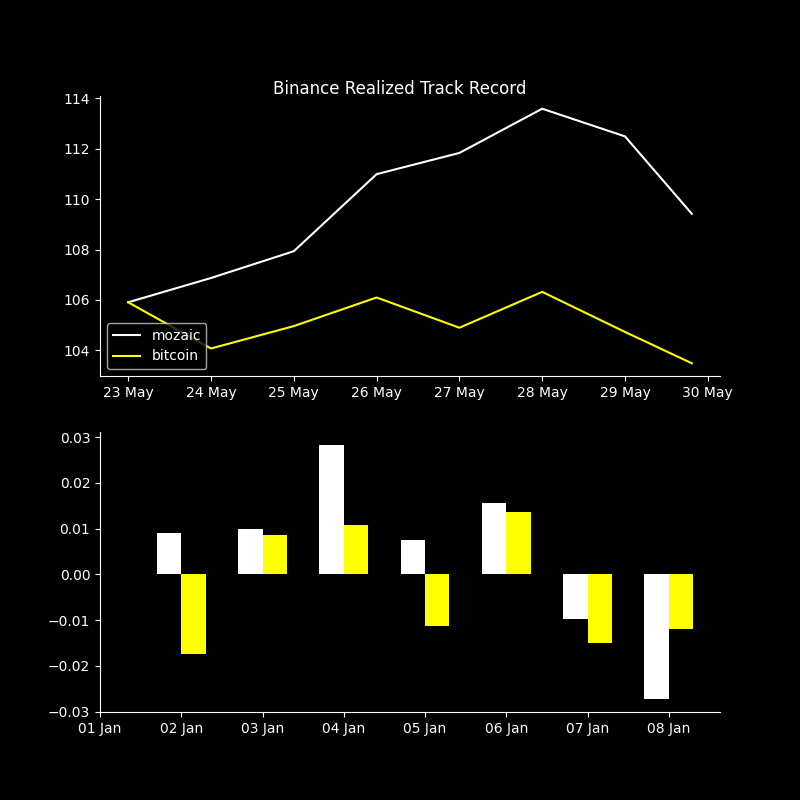 Binance Realized Track Record
114
112
110
108
106
104
mozaic
bitcoin
23 May 24 May 25 May 26 May 27 May 28 May 29 May 30 May
0.03
0.02
0.01
0.00
−0.01
−0.02
−0.03
01 Jan 02 Jan 03 Jan 04 Jan 05 Jan 06 Jan 07 Jan 08 Jan